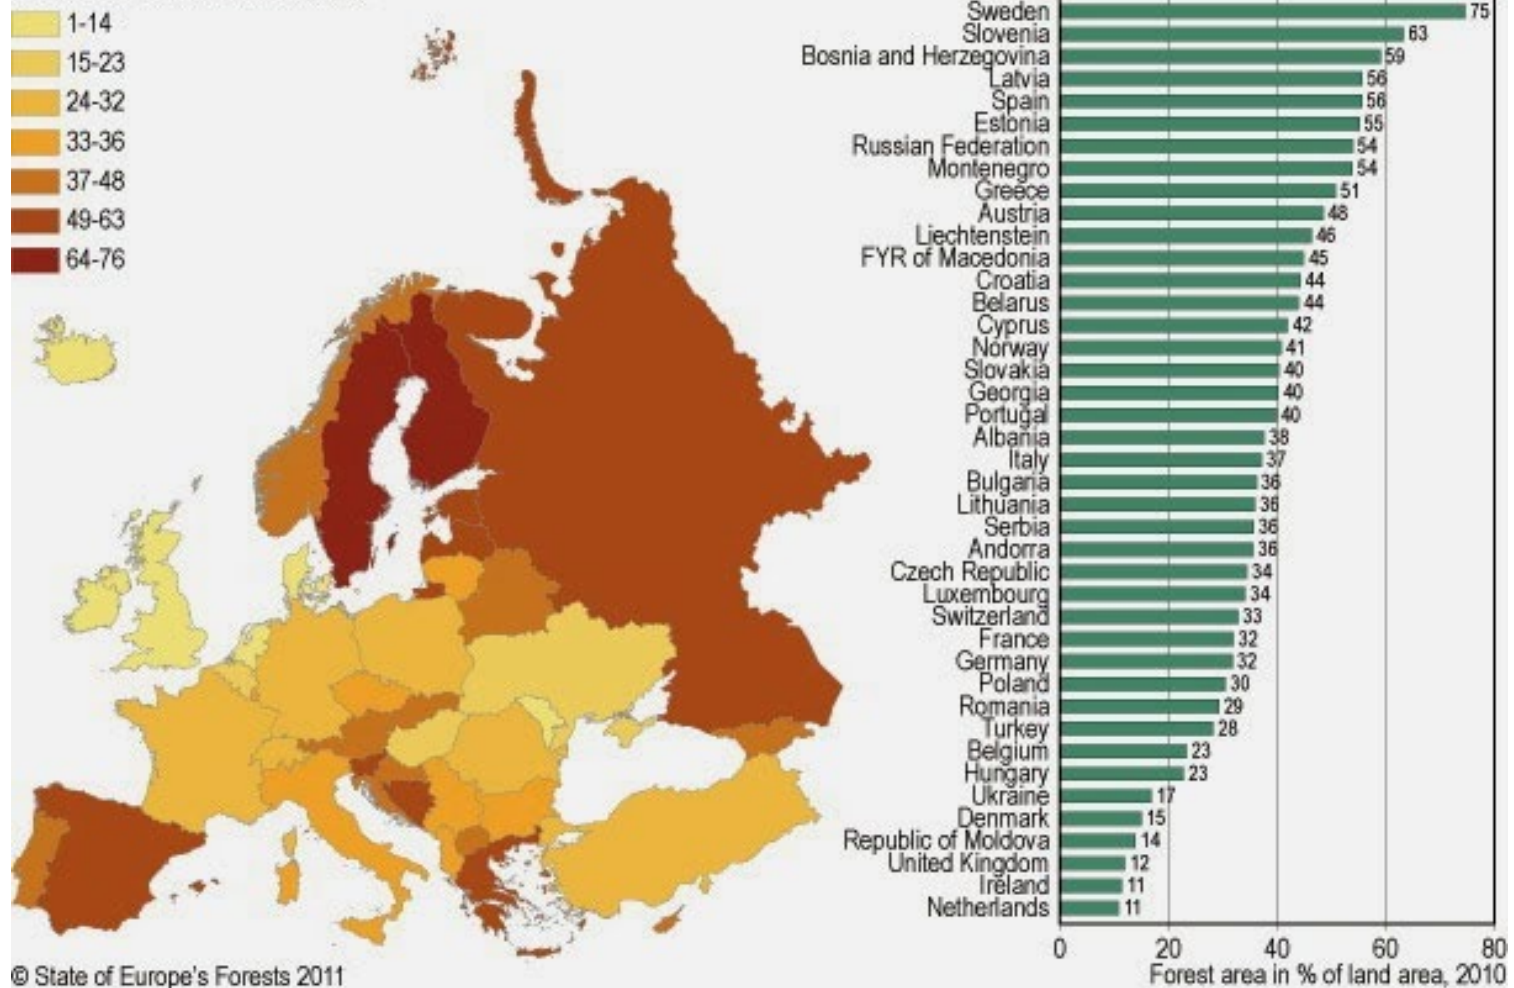 1-14
15-23
24-32
33-36
37-48
49-63
64-76
© State of Europe's Forests 2011
Sweden 75
Slovenia 63
Bosnia and Herzegovina 59
Latvia 56
Spain 56
Estonia 55
Russian Federation 54
Montenegro 54
Greece 51
Austria 48
Liechtenstein 46
FYR of Macedonia 45
Croatia 44
Belarus 44
Cyprus 42
Norway 41
Slovakia 40
Georgia 40
Portugal 40
Albania 38
Italy 37
Bulgaria 36
Lithuania 36
Serbia 36
Andorra 36
Czech Republic 34
Luxembourg 34
Switzerland 33
France 32
Germany 32
Poland 30
Romania 29
Turkey 28
Belgium 23
Hungary 23
Ukraine 17
Denmark 15
Republic of Moldova 14
United Kingdom 12
Ireland 11
Netherlands 11
0 20 40 60 80
Forest area in % of land area, 2010